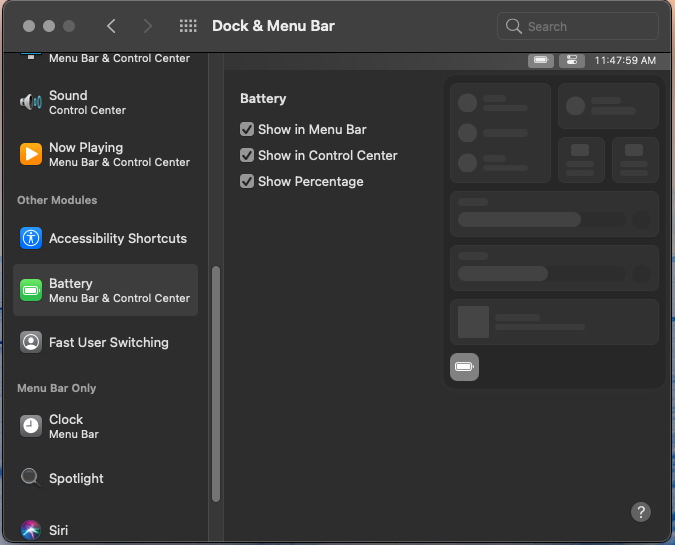 Dock & Menu Bar
Search
Menu Bar & Control Center
Sound
Control Center
Now Playing
Menu Bar & Control Center
Other Modules
Accessibility Shortcuts
Battery
Menu Bar & Control Center
Fast User Switching
Menu Bar Only
Clock
Menu Bar
Spotlight
Siri
11:47:59 AM
Battery
Show in Menu Bar
Show in Control Center
Show Percentage
?